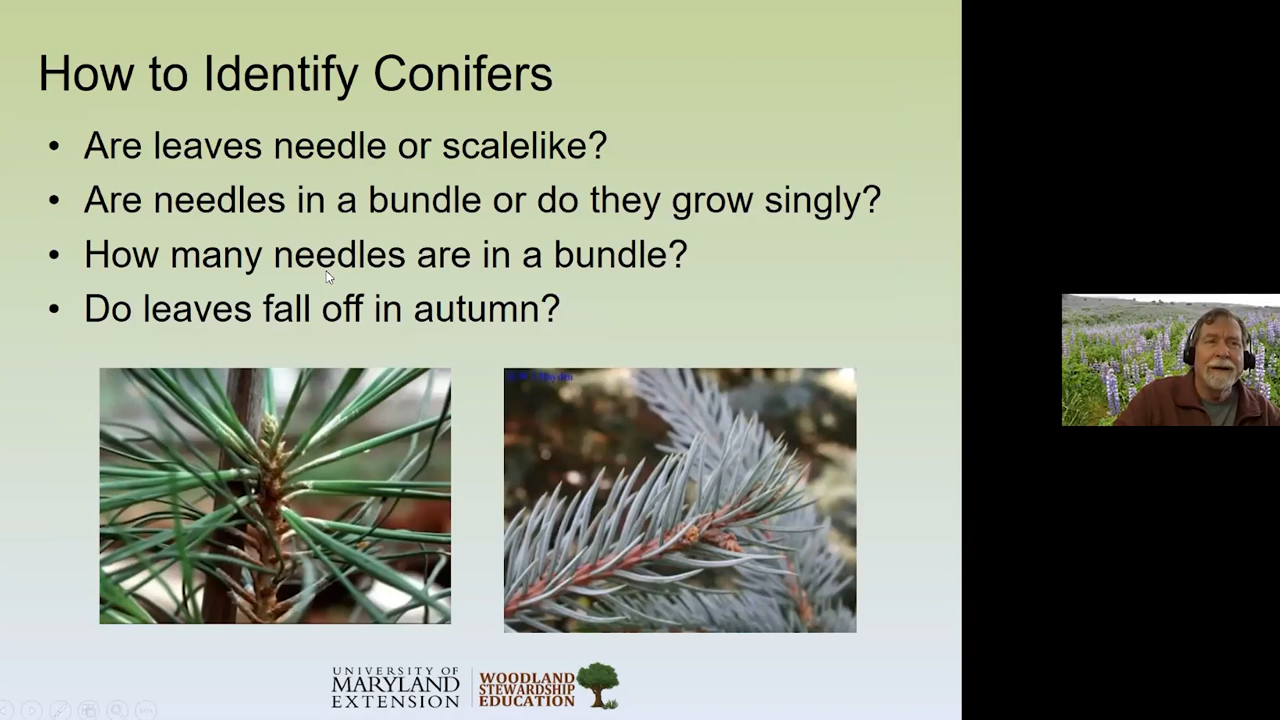 How to Identify Conifers
• Are leaves needle or scalelike?
• Are needles in a bundle or do they grow singly?
• How many needles are in a bundle?
• Do leaves fall off in autumn?
UNIVERSITY OF
MARYLAND
EXTENSION
WOODLAND
STEWARDSHIP
EDUCATION